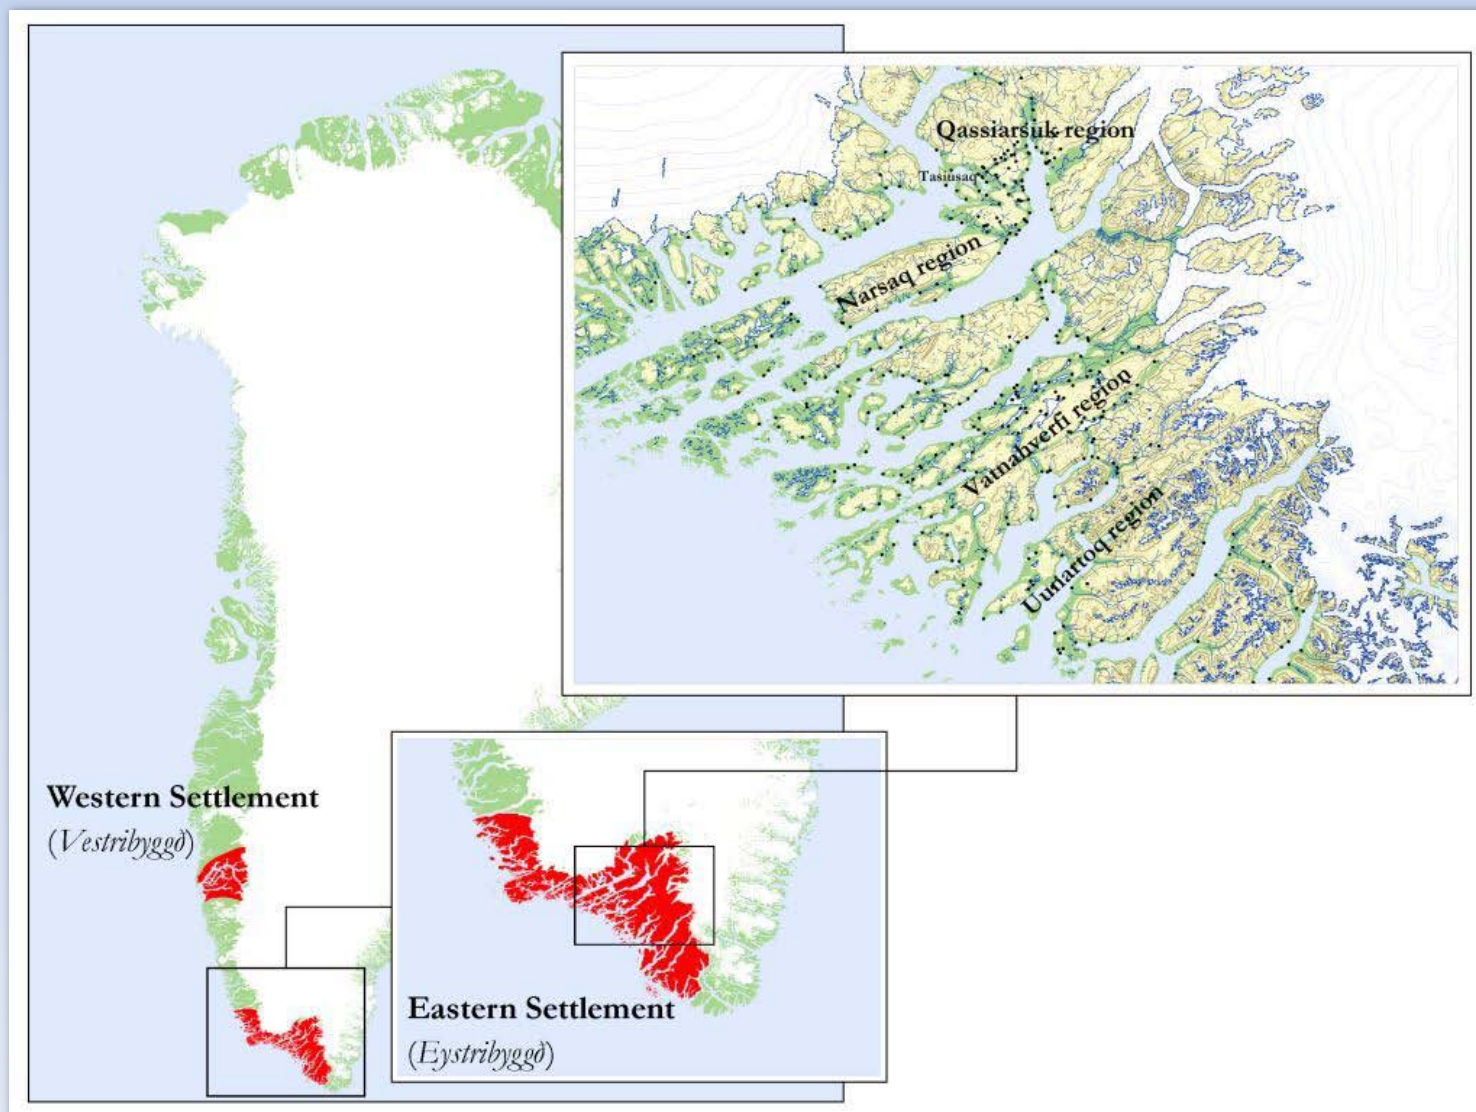 Qassiarsuk region
Tasiusaq
Narsaq region
Vatnahverfi region
Uunartoq region
Western Settlement
(Vestribyggð)
Eastern Settlement
(Eystribyggð)